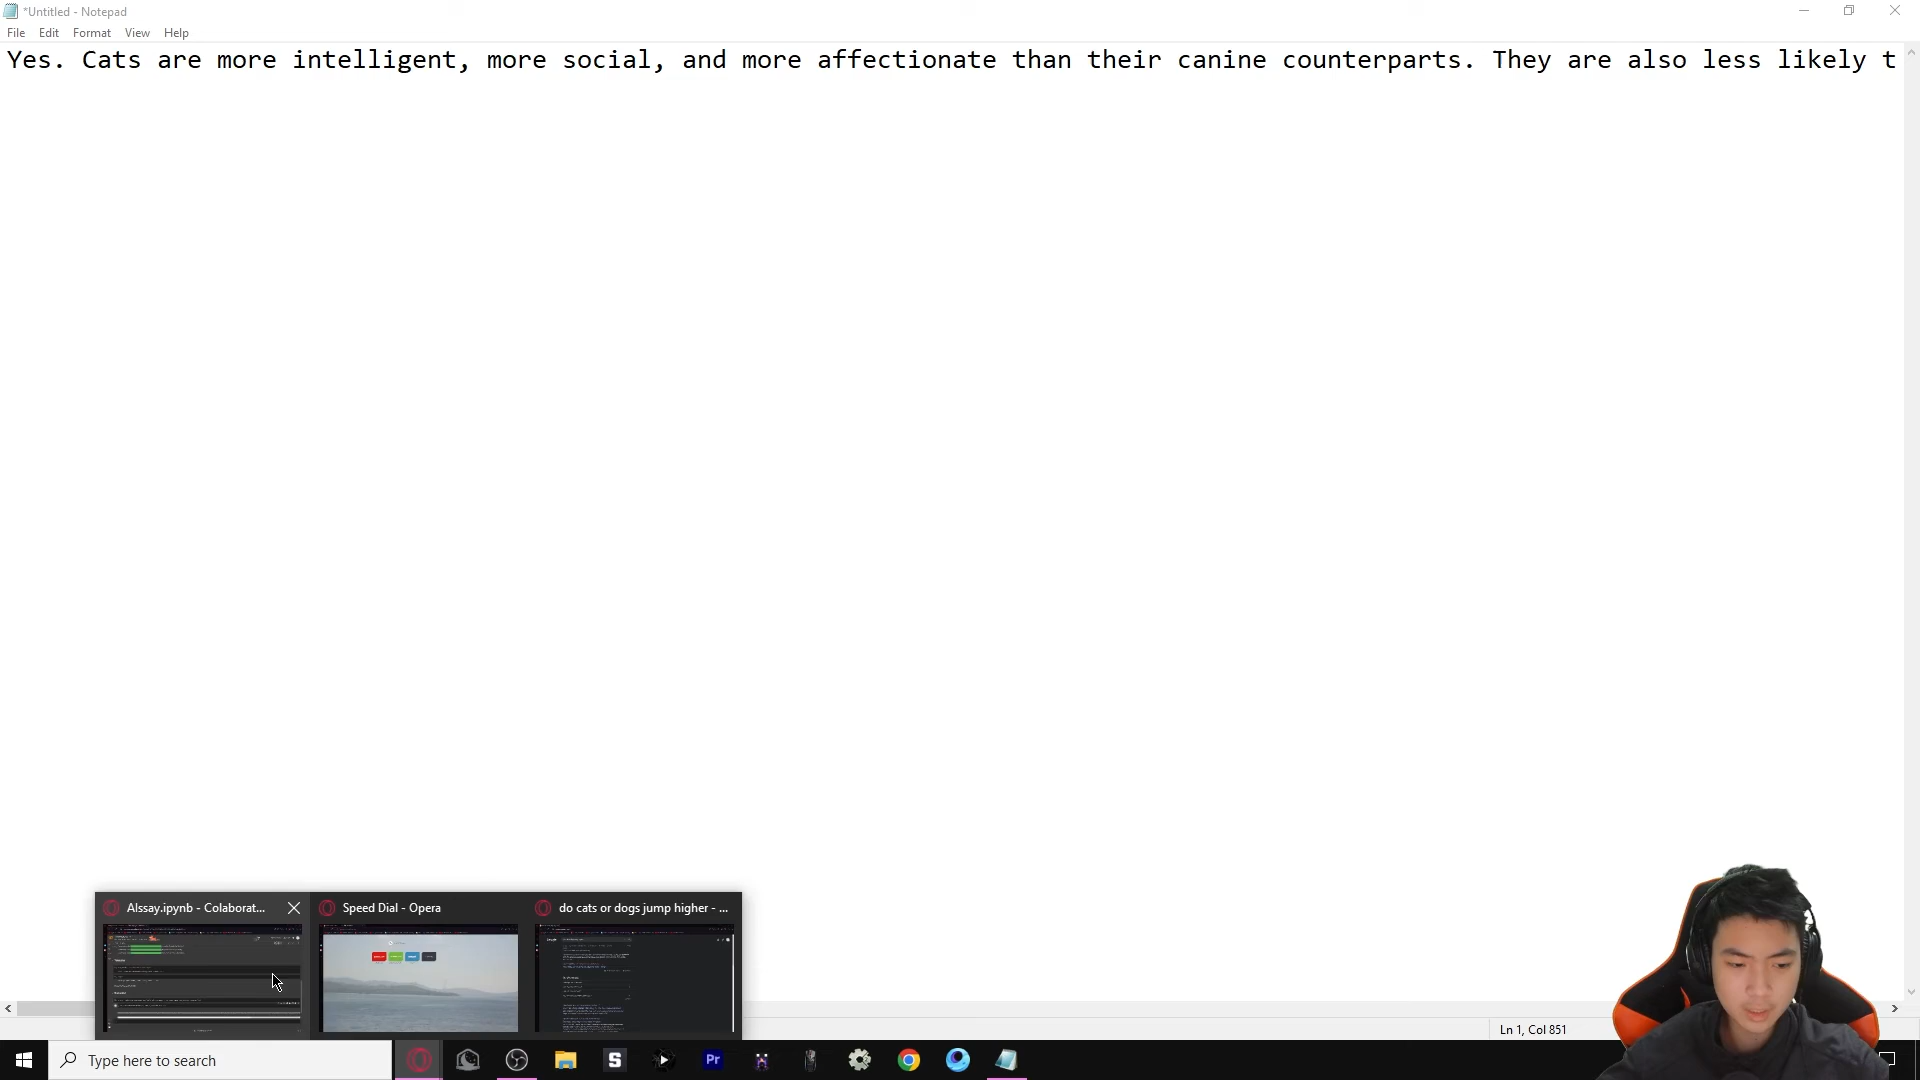 *Untitled - Notepad
File Edit Format View Help
Yes. Cats are more intelligent, more social, and more affectionate than their canine counterparts. They are also less likely t
AIssay.ipynb - Colaborat...
Speed Dial - Opera
do cats or dogs jump higher - ...
Ln 1, Col 851
Type here to search
S
Pr